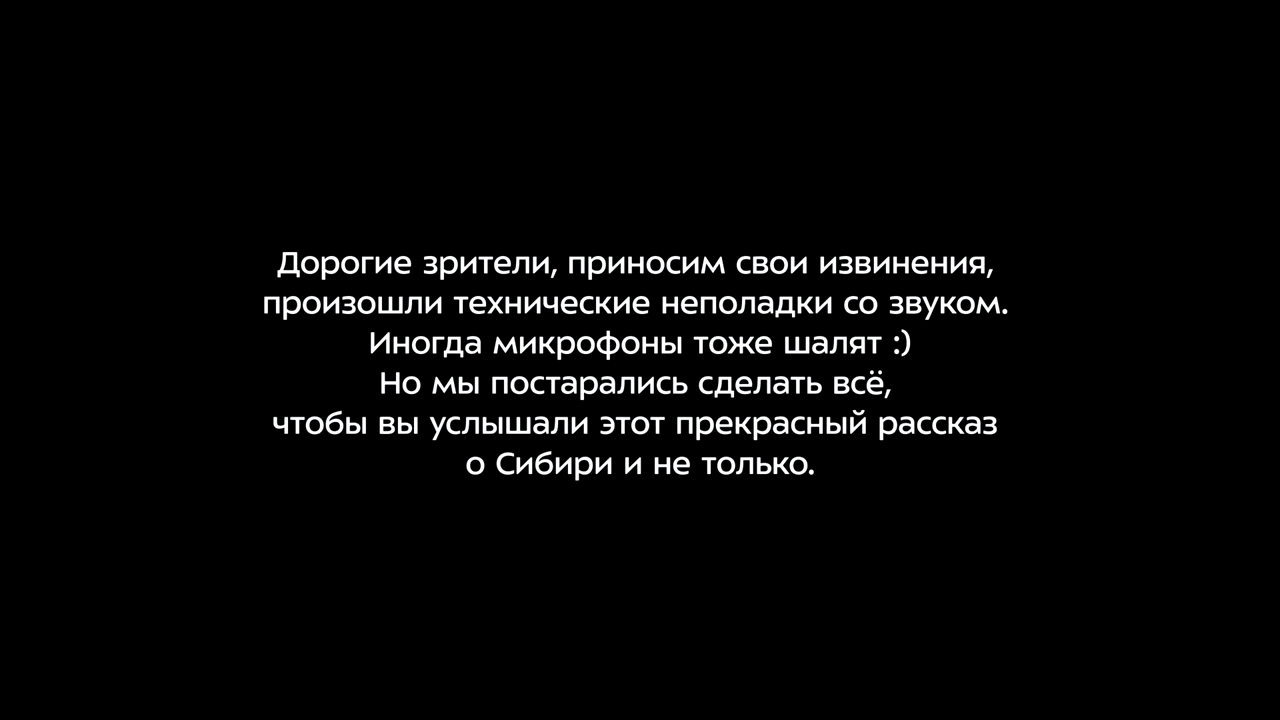 Дорогие зрители, приносим свои извинения,
произошли технические неполадки со звуком.
Иногда микрофоны тоже шалят :)
Но мы постарались сделать всё,
чтобы вы услышали этот прекрасный рассказ
о Сибири и не только.